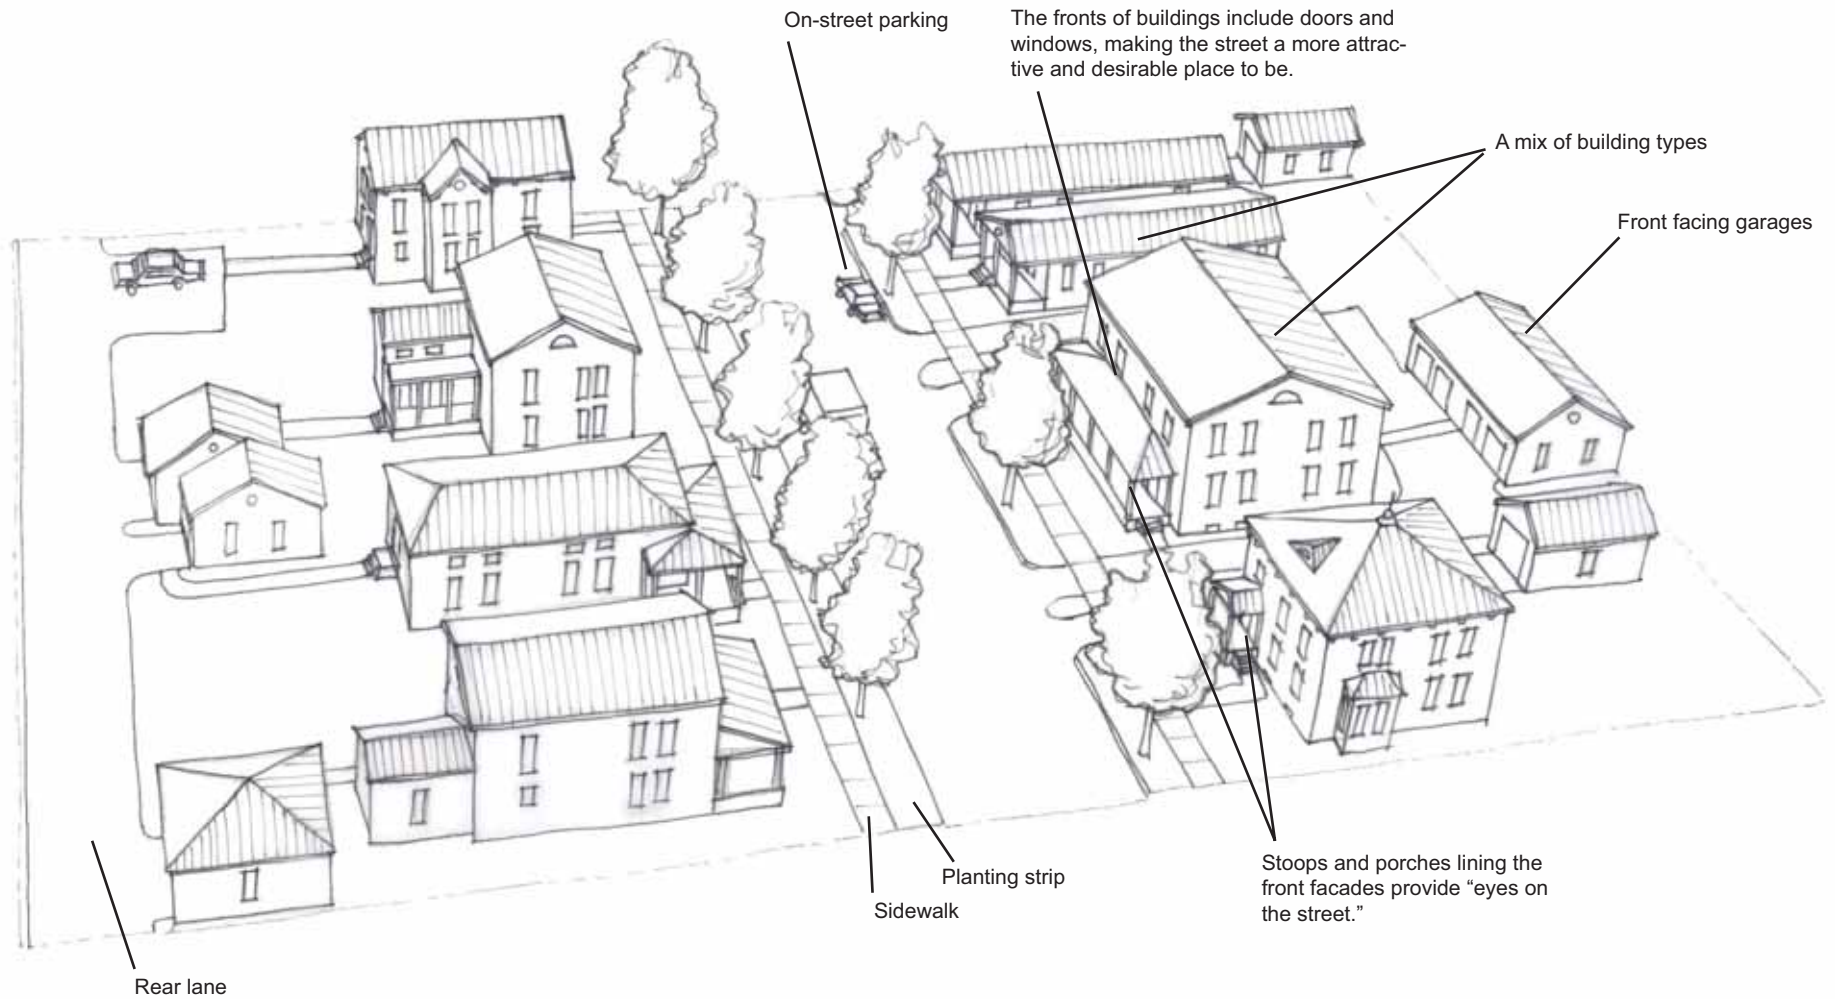 On-street parking
The fronts of buildings include doors and
windows, making the street a more attrac-
tive and desirable place to be.
A mix of building types
Front facing garages
Stoops and porches lining the
front facades provide “eyes on
the street.”
Planting strip
Sidewalk
Rear lane